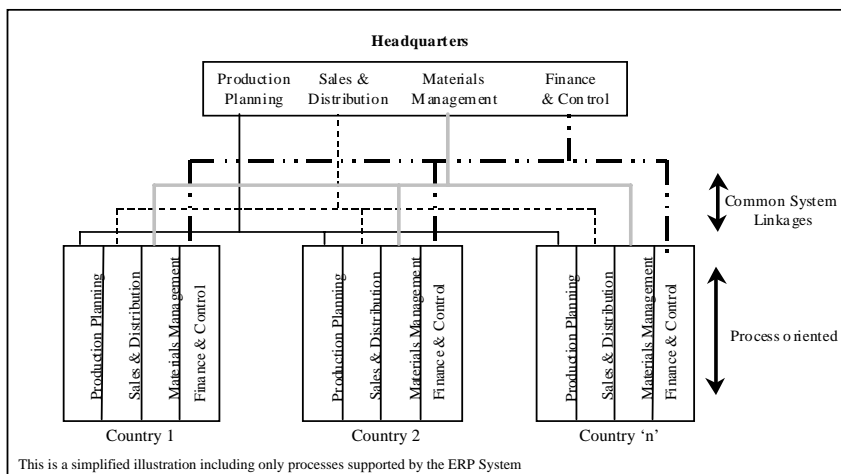 Headquarters
Production Planning
Sales & Distribution
Materials Management
Finance & Control
Common System Linkages
Production Planning
Sales & Distribution
Materials Management
Finance & Control
Production Planning
Sales & Distribution
Materials Management
Finance & Control
Production Planning
Sales & Distribution
Materials Management
Finance & Control
Process oriented
Country 1
Country 2
Country ‘n’
This is a simplified illustration including only processes supported by the ERP System